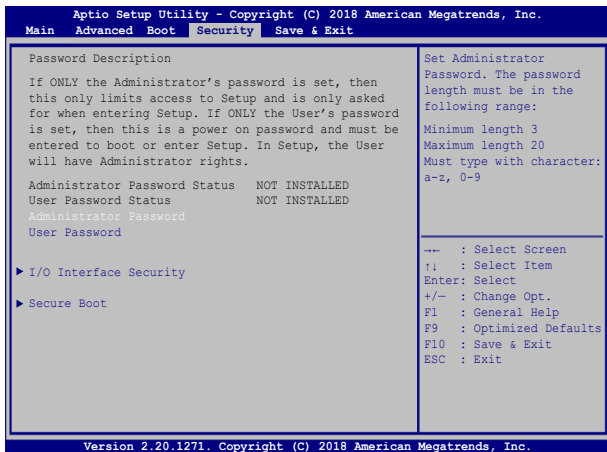 Aptio Setup Utility - Copyright (C) 2018 American Megatrends, Inc.
Main Advanced Boot Security Save & Exit
Password Description
If ONLY the Administrator's password is set, then
this only limits access to Setup and is only asked
for when entering Setup. If ONLY the User's password
is set, then this is a power on password and must be
entered to boot or enter Setup. In Setup, the User
will have Administrator rights.
Administrator Password Status NOT INSTALLED
User Password Status NOT INSTALLED
Administrator Password
User Password
I/O Interface Security
Secure Boot
Set Administrator
Password. The password
length must be in the
following range:
Minimum length 3
Maximum length 20
Must type with character:
a-z, 0-9
→← : Select Screen
↑↓ : Select Item
Enter: Select
+/— : Change Opt.
F1 : General Help
F9 : Optimized Defaults
F10 : Save & Exit
ESC : Exit
Version 2.20.1271. Copyright (C) 2018 American Megatrends, Inc.